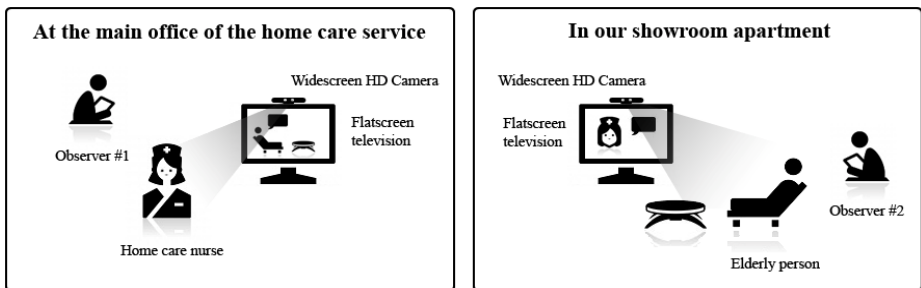 At the main office of the home care service
Widescreen HD Camera
Flatscreen
television
Observer #1
Home care nurse
In our showroom apartment
Widescreen HD Camera
Flatscreen
television
Observer #2
Elderly person